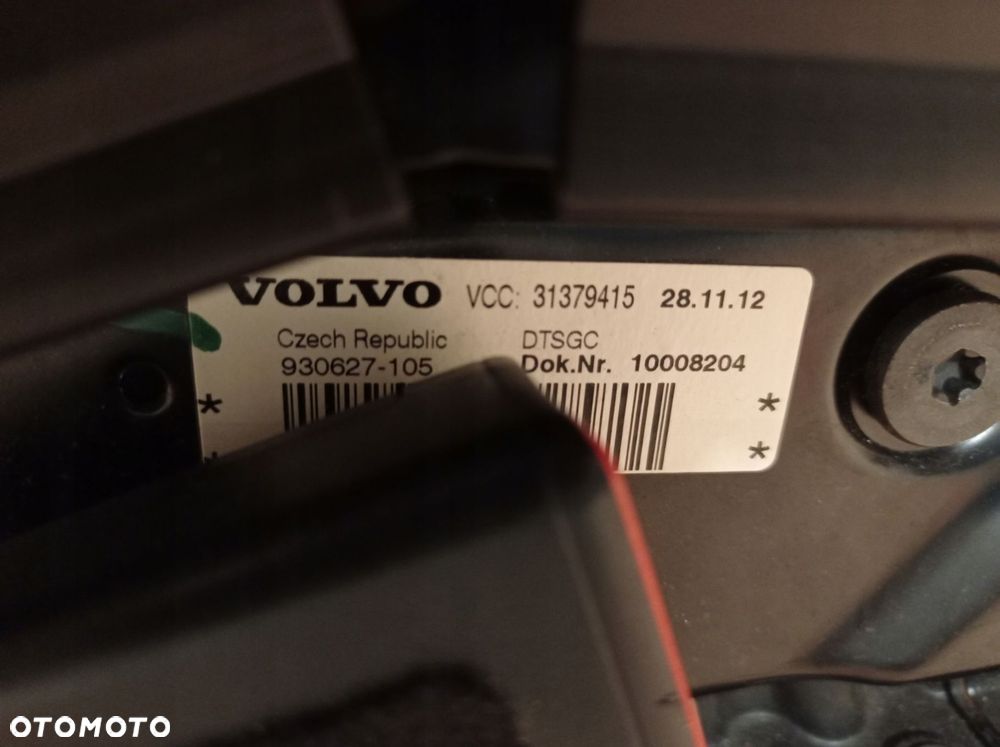 VOLVO VCC: 31379415 28.11.12
Czech Republic DTSGC
930627-105 Dok.Nr. 10008204
* *
* *
OTOMOTO